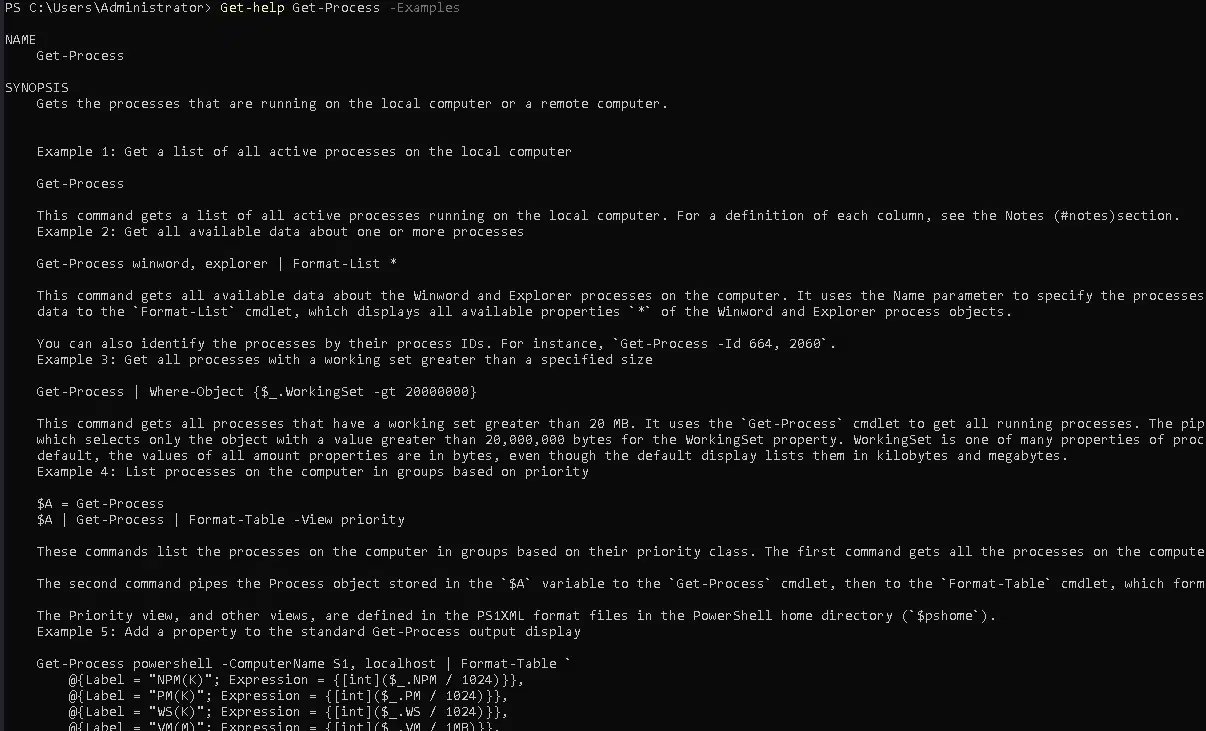 PS C:\Users\Administrator> Get-help Get-Process -Examples
NAME
Get-Process
SYNOPSIS
Gets the processes that are running on the local computer or a remote computer.
Example 1: Get a list of all active processes on the local computer
Get-Process
This command gets a list of all active processes running on the local computer. For a definition of each column, see the Notes (#notes)section.
Example 2: Get all available data about one or more processes
Get-Process winword, explorer | Format-List *
This command gets all available data about the Winword and Explorer processes on the computer. It uses the Name parameter to specify the processes
data to the `Format-List` cmdlet, which displays all available properties `*` of the Winword and Explorer process objects.
You can also identify the processes by their process IDs. For instance, `Get-Process -Id 664, 2060`.
Example 3: Get all processes with a working set greater than a specified size
Get-Process | Where-Object {$_.WorkingSet -gt 20000000}
This command gets all processes that have a working set greater than 20 MB. It uses the `Get-Process` cmdlet to get all running processes. The pip
which selects only the object with a value greater than 20,000,000 bytes for the WorkingSet property. WorkingSet is one of many properties of proc
default, the values of all amount properties are in bytes, even though the default display lists them in kilobytes and megabytes.
Example 4: List processes on the computer in groups based on priority
$A = Get-Process
$A | Get-Process | Format-Table -View priority
These commands list the processes on the computer in groups based on their priority class. The first command gets all the processes on the compute
The second command pipes the Process object stored in the `$A` variable to the `Get-Process` cmdlet, then to the `Format-Table` cmdlet, which form
The Priority view, and other views, are defined in the PS1XML format files in the PowerShell home directory (`$pshome`).
Example 5: Add a property to the standard Get-Process output display
Get-Process powershell -ComputerName S1, localhost | Format-Table `
@{Label = "NPM(K)"; Expression = {[int]($_.NPM / 1024)}},
@{Label = "PM(K)"; Expression = {[int]($_.PM / 1024)}},
@{Label = "WS(K)"; Expression = {[int]($_.WS / 1024)}},
@{Label = "VM(M)"; Expression = {[int]($_.VM / 1MB)}},